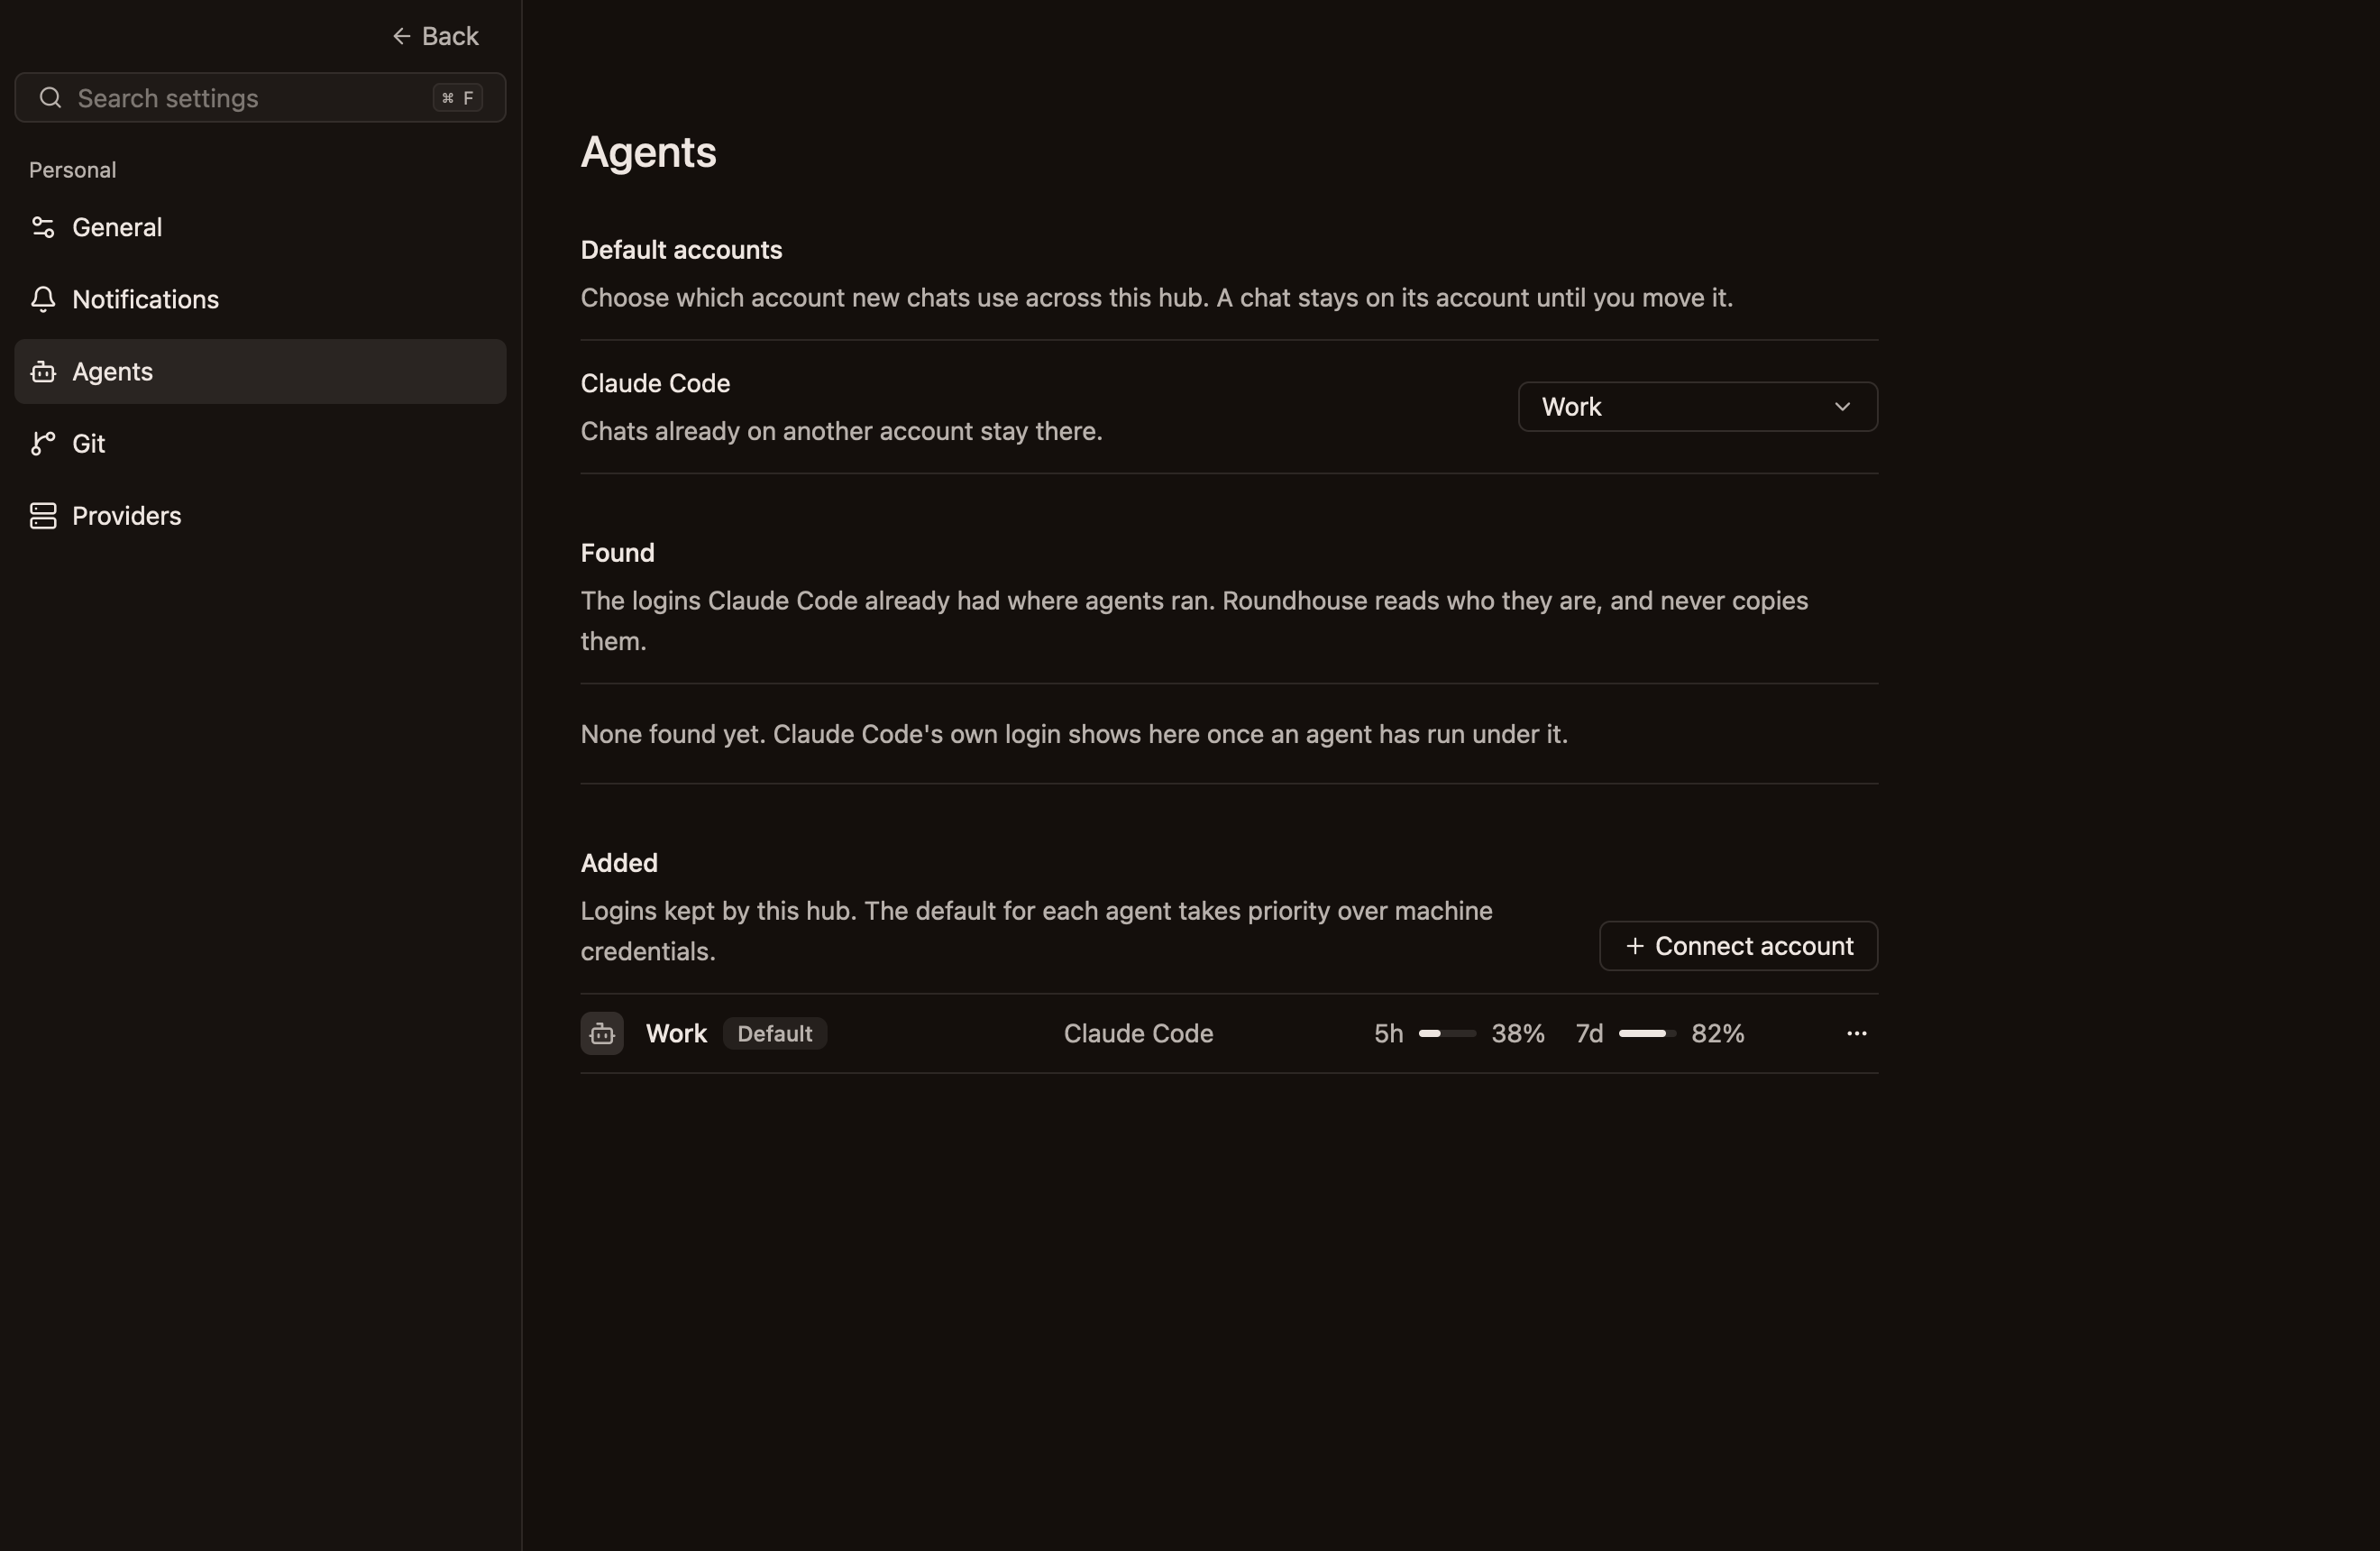 Back
Search settings
⌘ F
Personal
General
Notifications
Agents
Git
Providers
Agents
Default accounts
Choose which account new chats use across this hub. A chat stays on its account until you move it.
Claude Code
Chats already on another account stay there.
Work
Found
The logins Claude Code already had where agents ran. Roundhouse reads who they are, and never copies
them.
None found yet. Claude Code's own login shows here once an agent has run under it.
Added
Logins kept by this hub. The default for each agent takes priority over machine
credentials.
Connect account
Work Default Claude Code 5h 38% 7d 82%